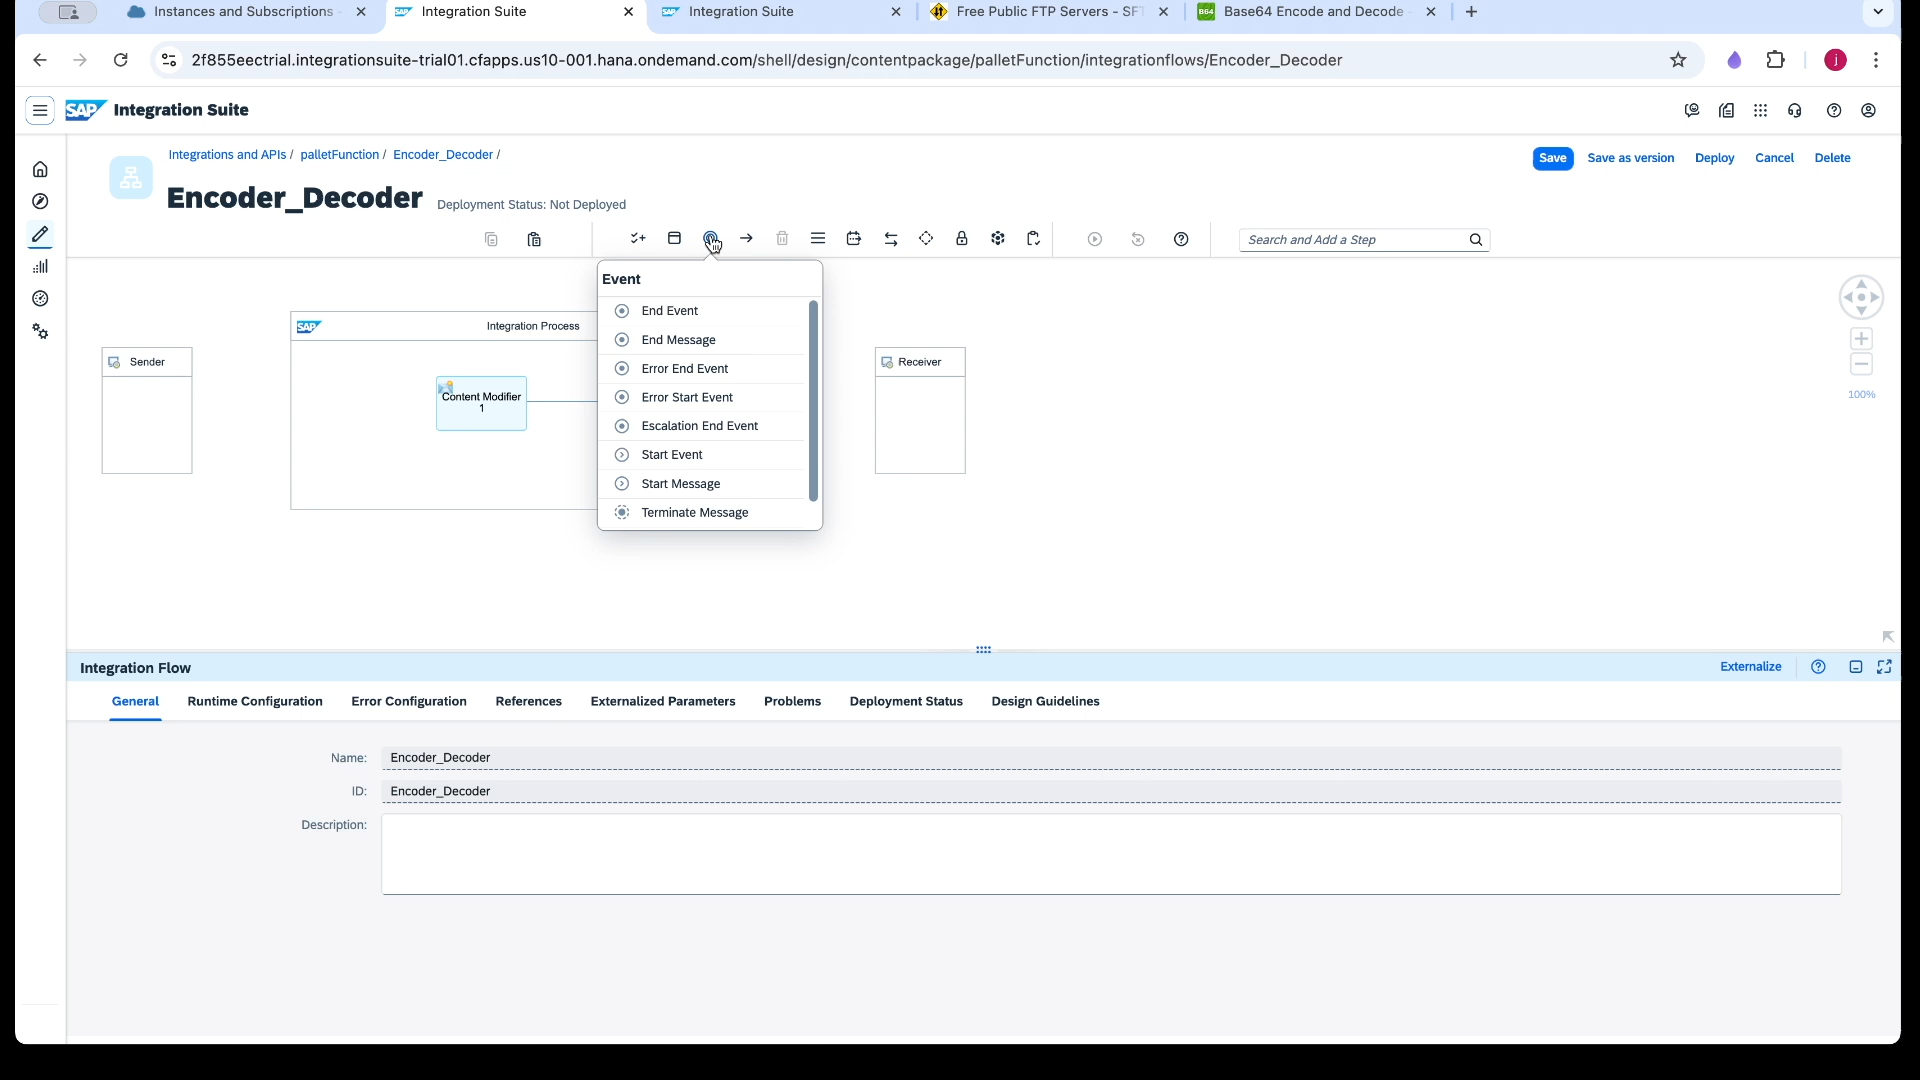 Instances and Subscriptions
Integration Suite
Integration Suite
Free Public FTP Servers - SFT
B64
Base64 Encode and Decode
2f855eectrial.integrationsuite-trial01.cfapps.us10-001.hana.ondemand.com/shell/design/contentpackage/palletFunction/integrationflows/Encoder_Decoder
j
SAP Integration Suite
Integrations and APIs / palletFunction / Encoder_Decoder /
Save
Save as version
Deploy
Cancel
Delete
Encoder_Decoder
Deployment Status: Not Deployed
Search and Add a Step
Event
End Event
End Message
Error End Event
Error Start Event
Escalation End Event
Start Event
Start Message
Terminate Message
SAP
Integration Process
Sender
Content Modifier
1
Receiver
100%
Integration Flow
Externalize
General
Runtime Configuration
Error Configuration
References
Externalized Parameters
Problems
Deployment Status
Design Guidelines
Name: Encoder_Decoder
ID: Encoder_Decoder
Description: